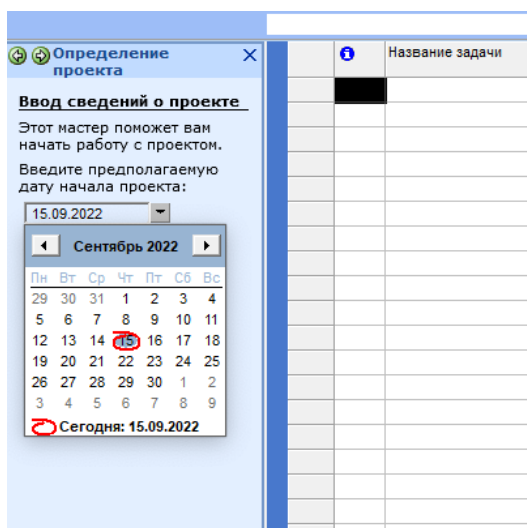 Определение
проекта
Название задачи
Ввод сведений о проекте
Этот мастер поможет вам
начать работу с проектом.
Введите предполагаемую
дату начала проекта:
15.09.2022
Сентябрь 2022
Пн Вт Ср Чт Пт Сб Вс
29 30 31 1 2 3 4
5 6 7 8 9 10 11
12 13 14 15 16 17 18
19 20 21 22 23 24 25
26 27 28 29 30 1 2
3 4 5 6 7 8 9
Сегодня: 15.09.2022